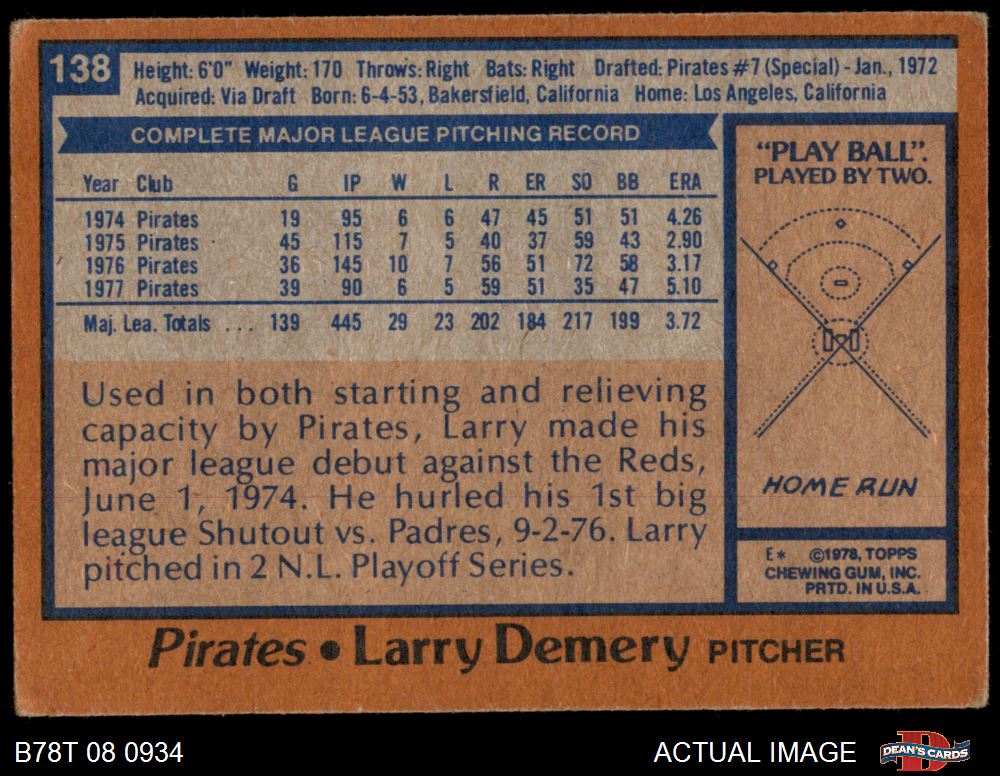 138
Height: 6'0" Weight: 170 Throws: Right Bats: Right Drafted: Pirates #7 (Special) - Jan., 1972
Acquired: Via Draft Born: 6-4-53, Bakersfield, California Home: Los Angeles, California
COMPLETE MAJOR LEAGUE PITCHING RECORD
Year Club G IP W L R ER SO BB ERA
1974 Pirates 19 95 6 6 47 45 51 51 4.26
1975 Pirates 45 115 7 5 40 37 59 43 2.90
1976 Pirates 36 145 10 7 56 51 72 58 3.17
1977 Pirates 39 90 6 5 59 51 35 47 5.10
Maj. Lea. Totals . . . 139 445 29 23 202 184 217 199 3.72
Used in both starting and relieving
capacity by Pirates, Larry made his
major league debut against the Reds,
June 1, 1974. He hurled his 1st big
league Shutout vs. Padres, 9-2-76. Larry
pitched in 2 N.L. Playoff Series.
"PLAY BALL".
PLAYED BY TWO.
HOME RUN
E* ©1978, TOPPS
CHEWING GUM, INC.
PRTD. IN U.S.A.
Pirates • Larry Demery PITCHER
B78T 08 0934
ACTUAL IMAGE
D
DEAN'S CARDS